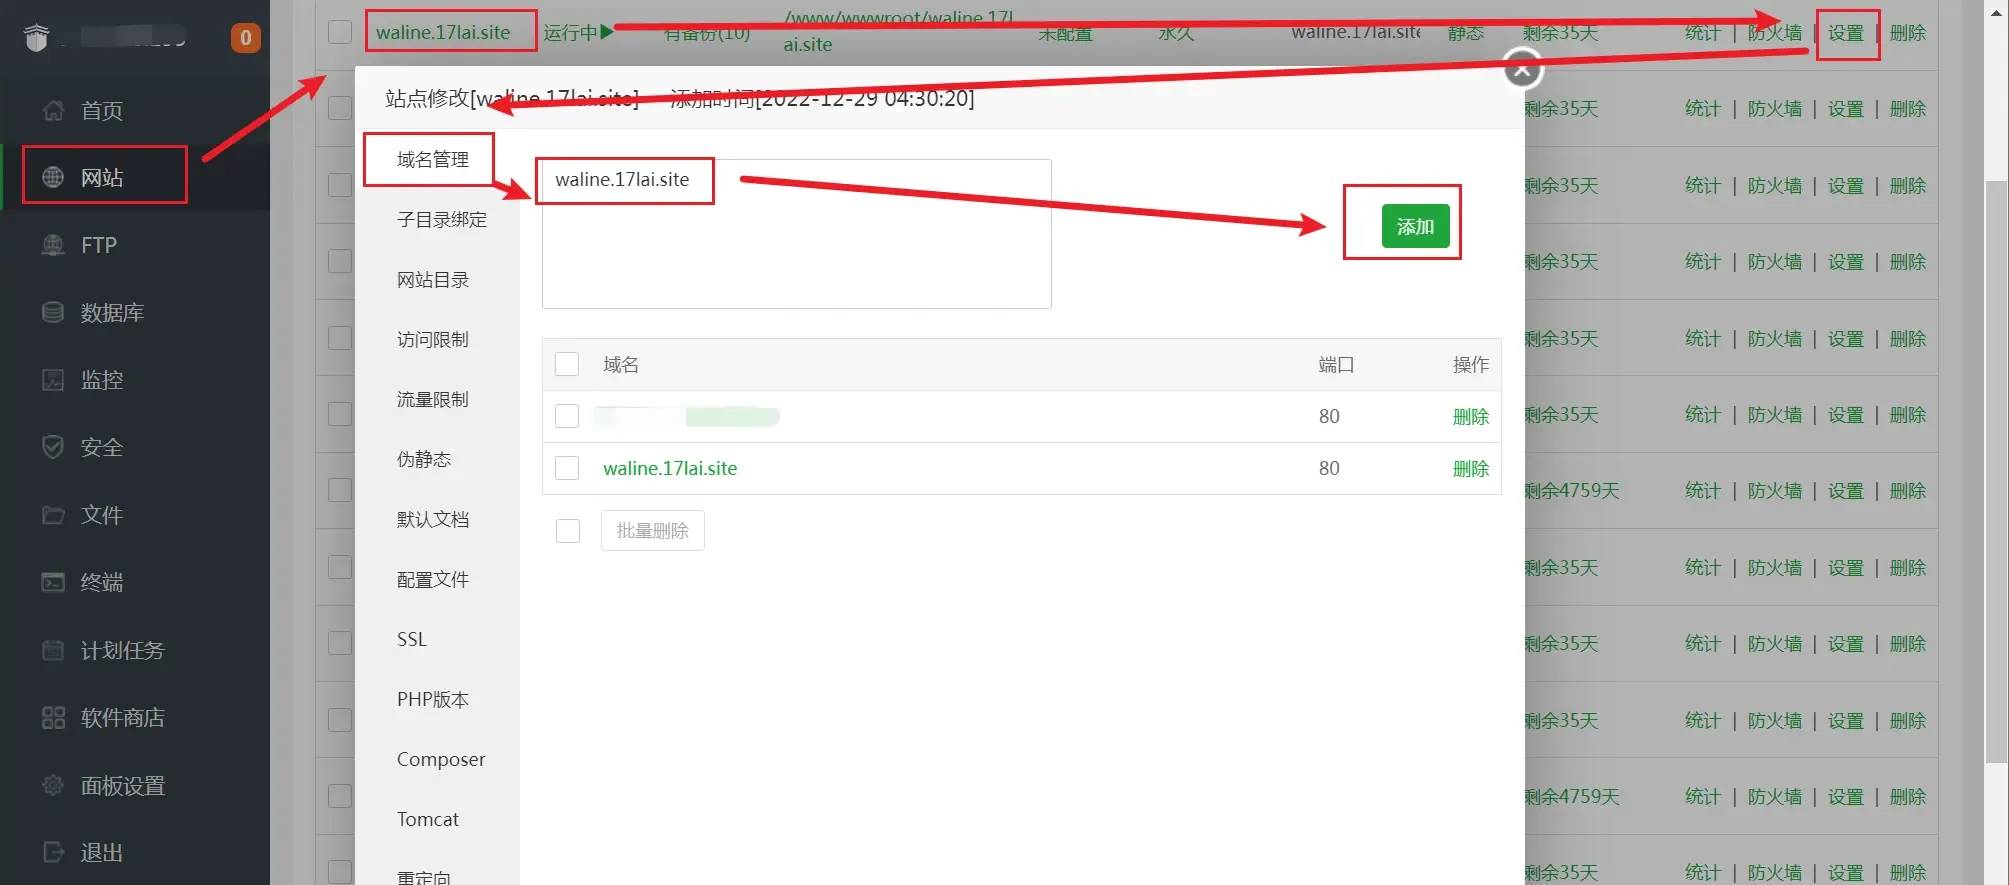 0
首页
网站
FTP
数据库
监控
安全
文件
终端
计划任务
软件商店
面板设置
退出
waline.17lai.site 运行中 有备份(10) /www/wwwroot/waline.17l
ai.site
未配置 永久 waline.17lai.site 静态 剩余35天 统计 | 防火墙 | 设置 | 删除
站点修改[waline.17lai.site] -- 添加时间[2022-12-29 04:30:20]
域名管理
子目录绑定
网站目录
访问限制
流量限制
伪静态
默认文档
配置文件
SSL
PHP版本
Composer
Tomcat
重定向
waline.17lai.site
添加
域名 端口 操作
80 删除
waline.17lai.site 80 删除
批量删除
剩余35天 统计 | 防火墙 | 设置 | 删除
剩余35天 统计 | 防火墙 | 设置 | 删除
剩余35天 统计 | 防火墙 | 设置 | 删除
剩余35天 统计 | 防火墙 | 设置 | 删除
剩余35天 统计 | 防火墙 | 设置 | 删除
剩余4759天 统计 | 防火墙 | 设置 | 删除
剩余35天 统计 | 防火墙 | 设置 | 删除
剩余35天 统计 | 防火墙 | 设置 | 删除
剩余35天 统计 | 防火墙 | 设置 | 删除
剩余4759天 统计 | 防火墙 | 设置 | 删除
剩余35天 统计 | 防火墙 | 设置 | 删除